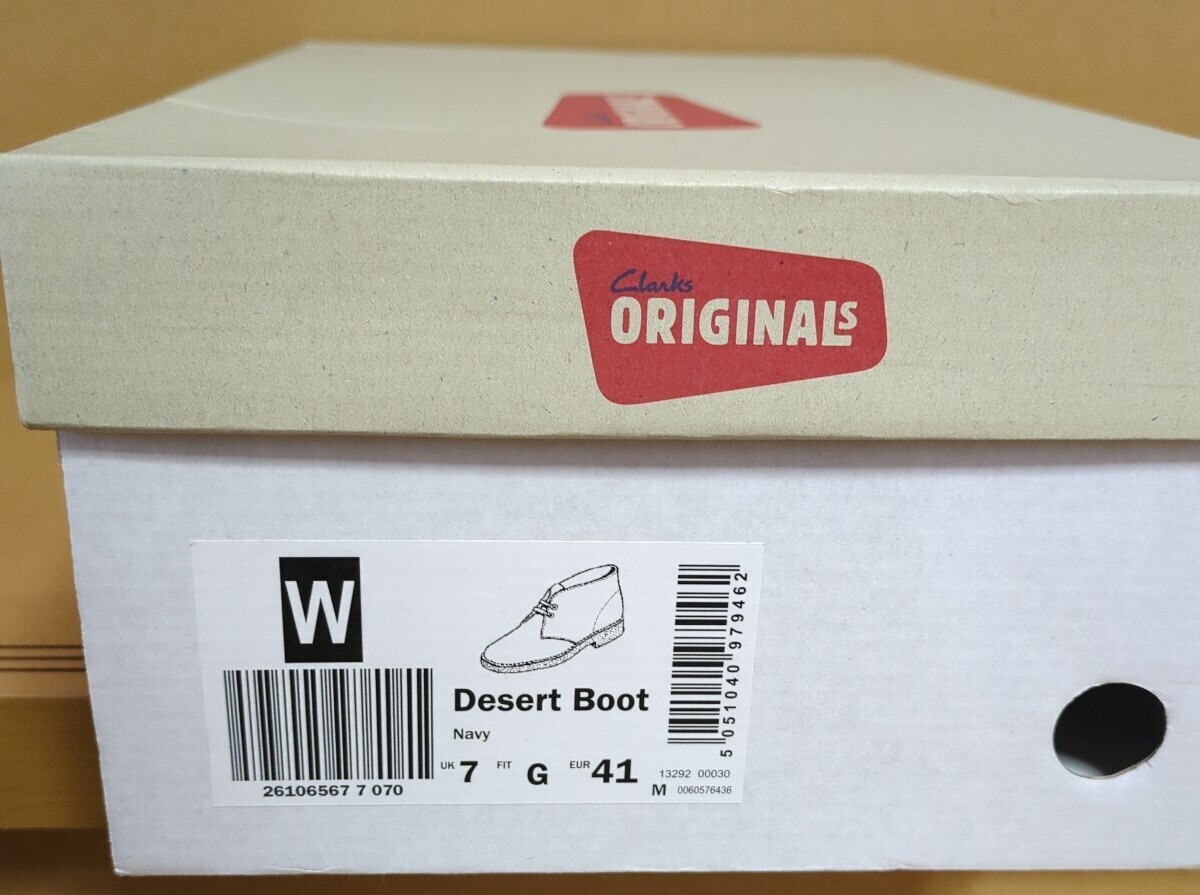 Clarks
ORIGINALS
W
26106567 7 070
Desert Boot
Navy
UK 7 FIT G EUR 41
5 051040 979462
13292 00030
M 0060576436